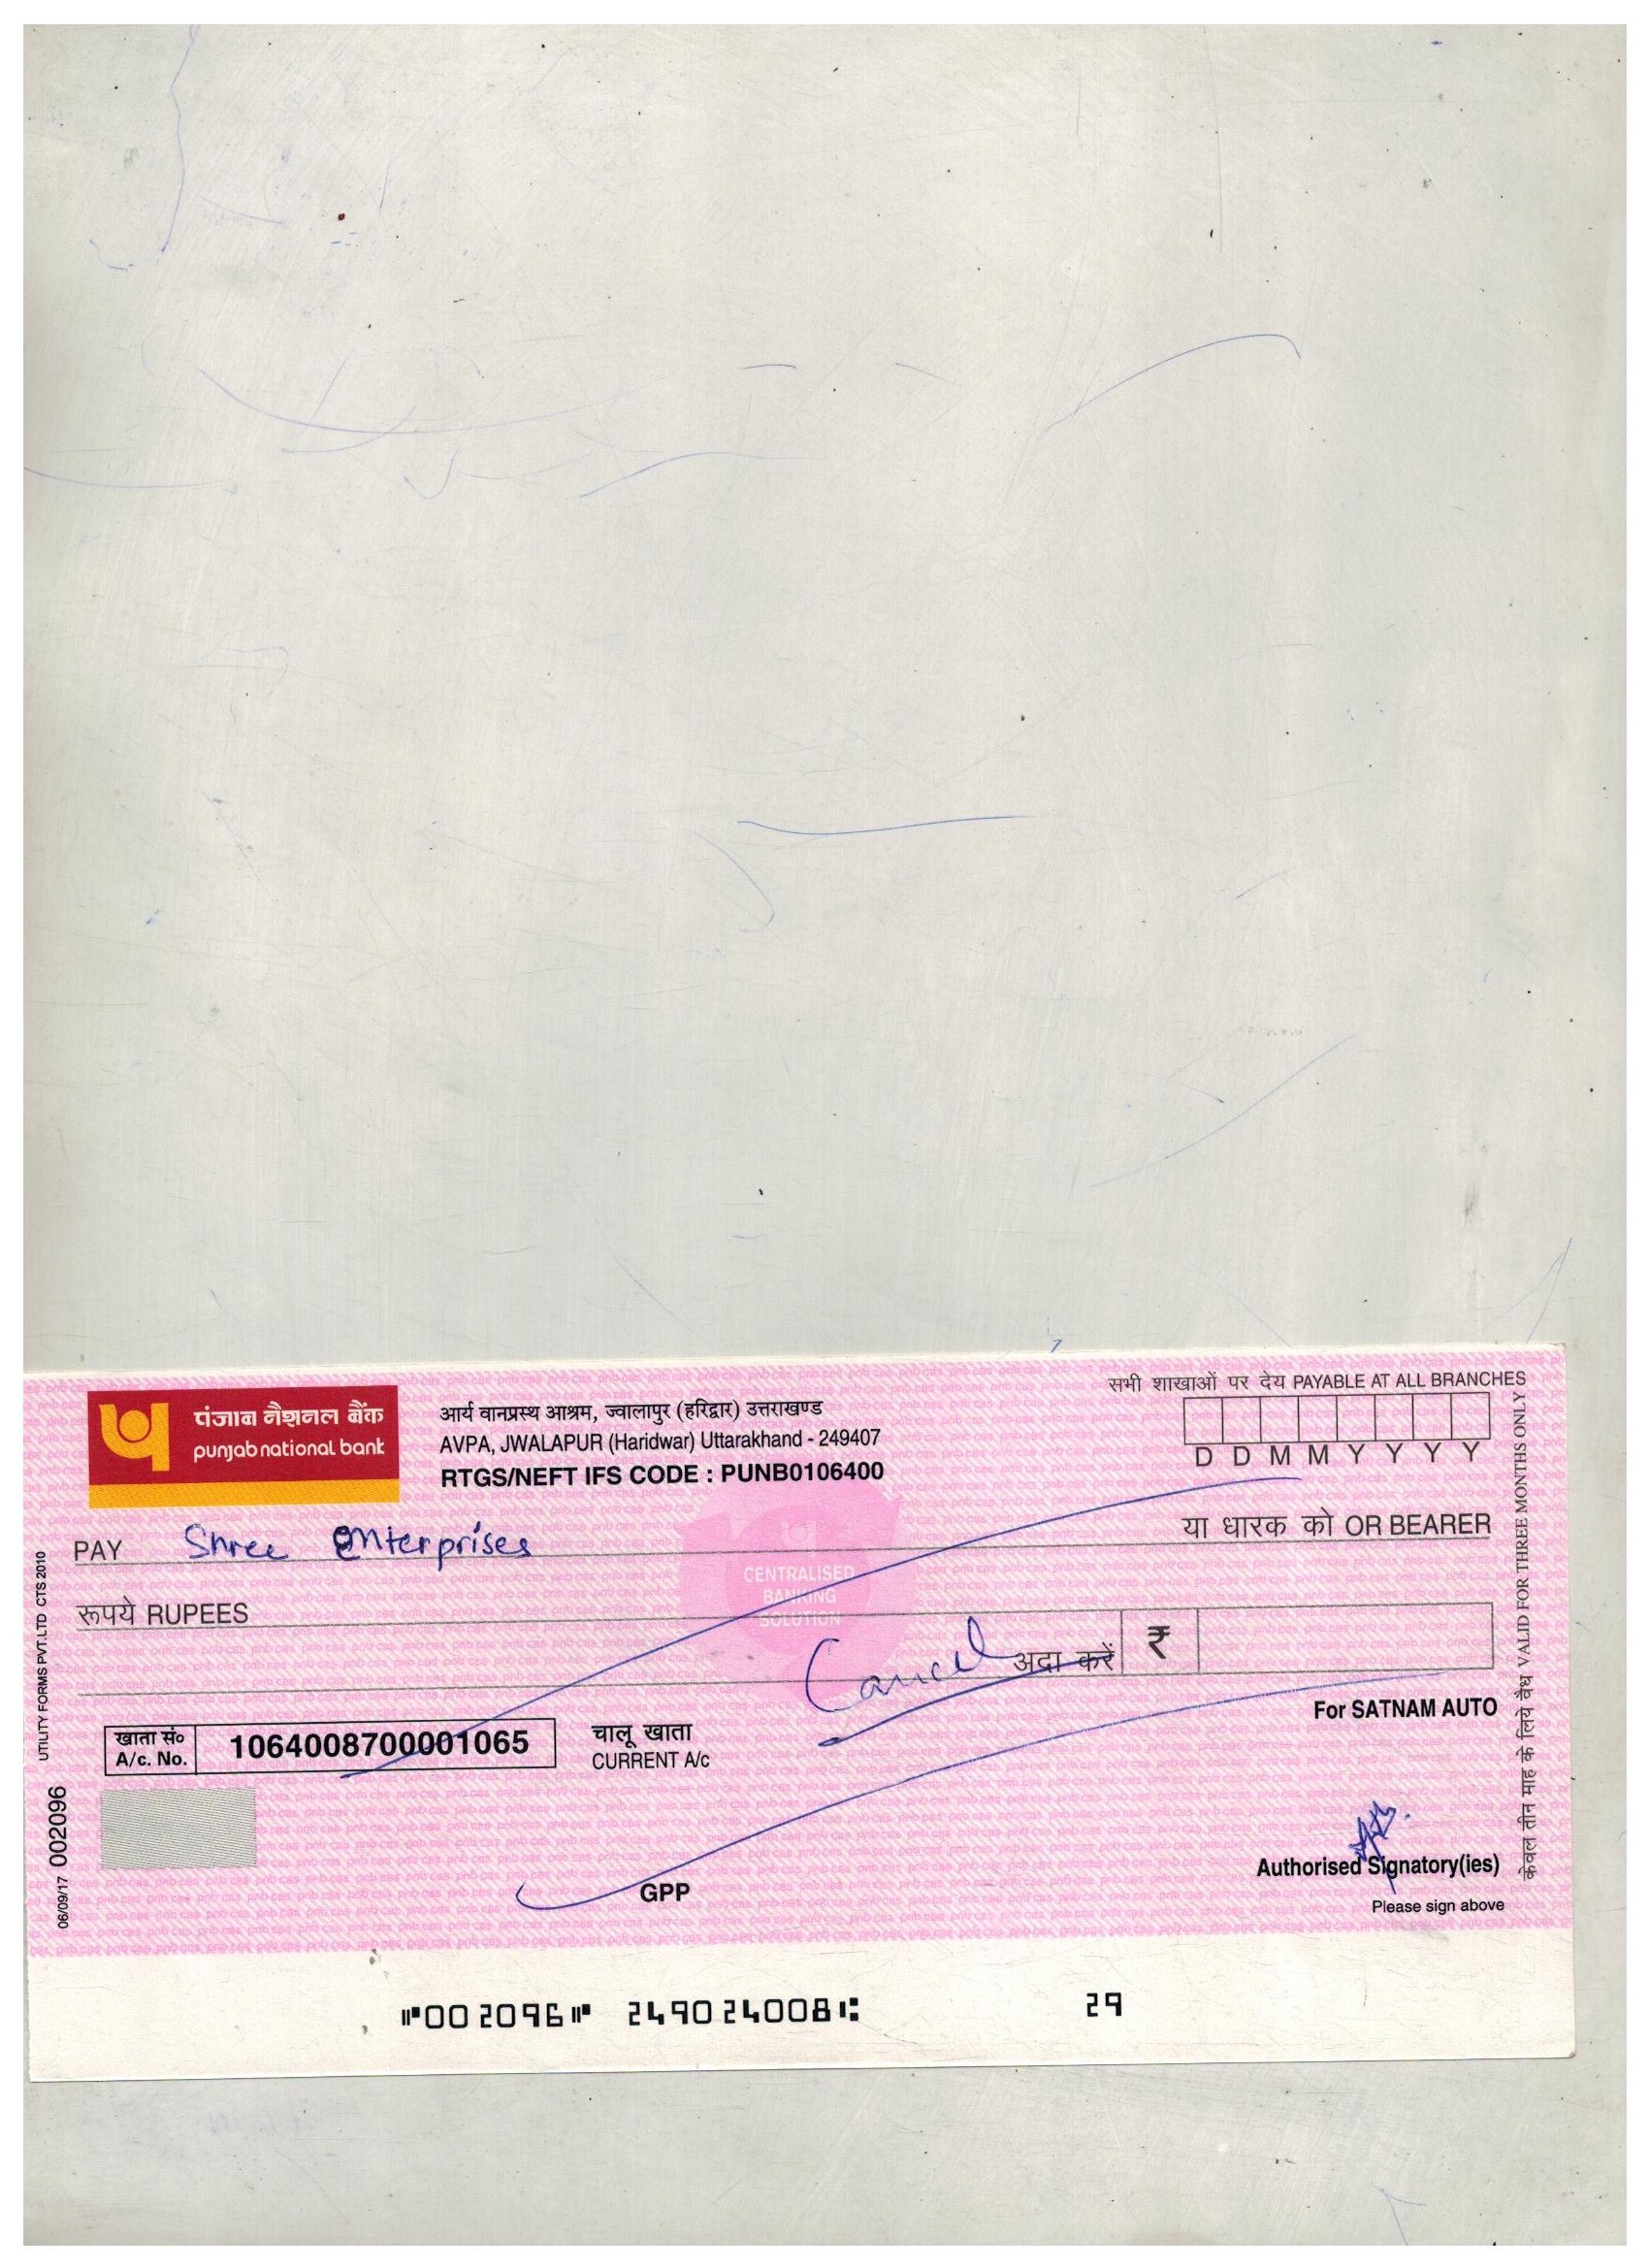 सभी शाखाओं पर देय PAYABLE AT ALL BRANCHES
पंजाब नैशनल बैंक
punjab national bank
आर्य वानप्रस्थ आश्रम, ज्वालापुर (हरिद्वार) उत्तराखण्ड
AVPA, JWALAPUR (Haridwar) Uttarakhand - 249407
RTGS/NEFT IFS CODE : PUNB0106400
D D M M Y Y Y Y
PAY Shree Enterprises
या धारक को OR BEARER
CENTRALISED
BANKING
SOLUTION
रूपये RUPEES
Cancel अदा करें ₹
For SATNAM AUTO
खाता सं० 1064008700001065 चालू खाता
A/c. No. CURRENT A/c
Authorised Signatory(ies)
GPP
Please sign above
केवल तीन माह के लिये वैध VALID FOR THREE MONTHS ONLY
UTILITY FORMS PVT.LTD CTS 2010
06/09/17 002096
⑈002096⑈ 249024008⑆ 29